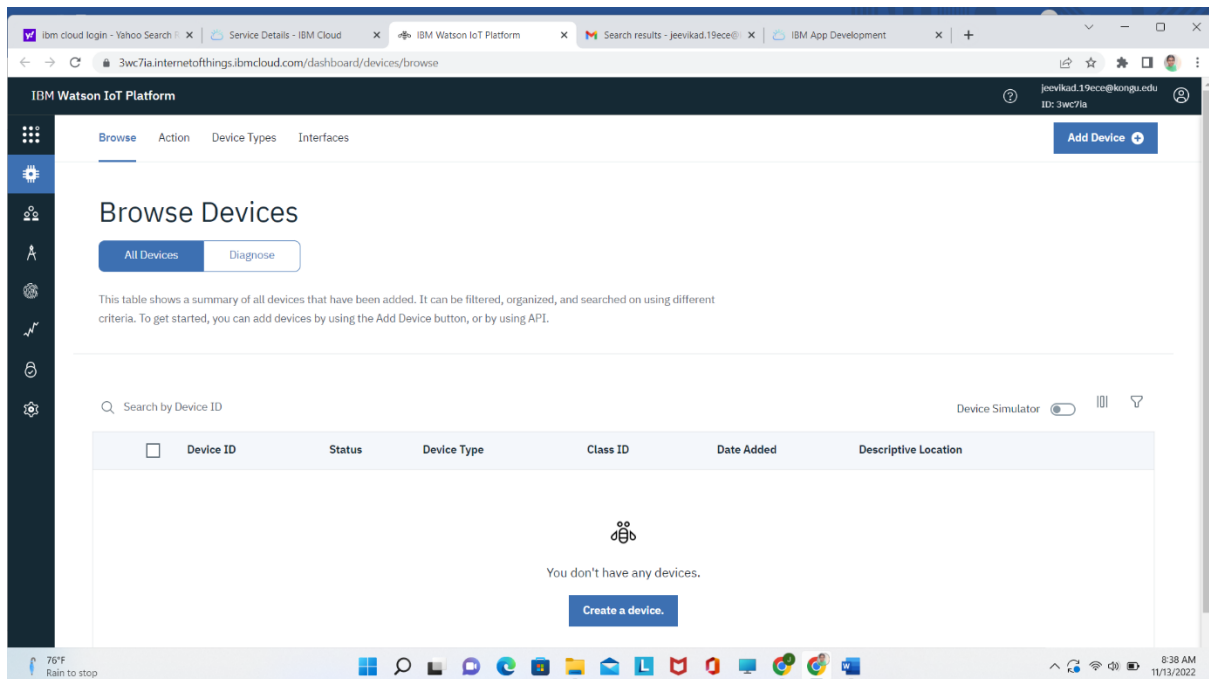 ibm cloud login - Yahoo Search
Service Details - IBM Cloud
IBM Watson IoT Platform
Search results - jeevikad.19ece@
IBM App Development
3wc7ia.internetofthings.ibmcloud.com/dashboard/devices/browse
IBM Watson IoT Platform
jeevikad.19ece@kongu.edu
ID: 3wc7ia
Browse Action Device Types Interfaces
Add Device
Browse Devices
All Devices Diagnose
This table shows a summary of all devices that have been added. It can be filtered, organized, and searched on using different
criteria. To get started, you can add devices by using the Add Device button, or by using API.
Search by Device ID
Device Simulator
Device ID Status Device Type Class ID Date Added Descriptive Location
You don't have any devices.
Create a device.
76°F
Rain to stop
8:38 AM
11/13/2022